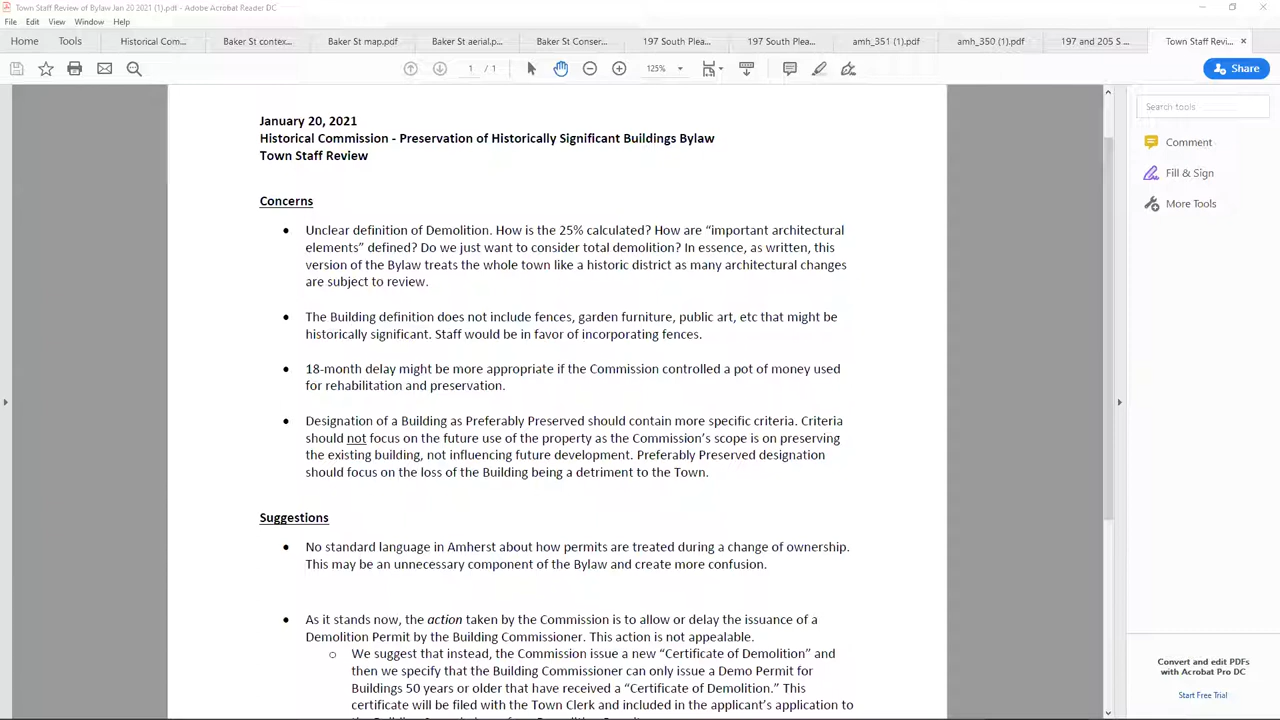 Town Staff Review of Bylaw Jan 20 2021 (1).pdf - Adobe Acrobat Reader DC
File Edit View Window Help
Home Tools Historical Com... Baker St contex... Baker St map.pdf Baker St aerial.p... Baker St Conser... 197 South Plea... 197 South Plea... amh_351 (1).pdf amh_350 (1).pdf 197 and 205 S ... Town Staff Revi... ×
1 / 1 125% Share
Search tools
Comment
Fill & Sign
More Tools
January 20, 2021
Historical Commission - Preservation of Historically Significant Buildings Bylaw
Town Staff Review
Concerns
• Unclear definition of Demolition. How is the 25% calculated? How are “important architectural
elements” defined? Do we just want to consider total demolition? In essence, as written, this
version of the Bylaw treats the whole town like a historic district as many architectural changes
are subject to review.
• The Building definition does not include fences, garden furniture, public art, etc that might be
historically significant. Staff would be in favor of incorporating fences.
• 18-month delay might be more appropriate if the Commission controlled a pot of money used
for rehabilitation and preservation.
• Designation of a Building as Preferably Preserved should contain more specific criteria. Criteria
should not focus on the future use of the property as the Commission’s scope is on preserving
the existing building, not influencing future development. Preferably Preserved designation
should focus on the loss of the Building being a detriment to the Town.
Suggestions
• No standard language in Amherst about how permits are treated during a change of ownership.
This may be an unnecessary component of the Bylaw and create more confusion.
• As it stands now, the action taken by the Commission is to allow or delay the issuance of a
Demolition Permit by the Building Commissioner. This action is not appealable.
o We suggest that instead, the Commission issue a new “Certificate of Demolition” and
then we specify that the Building Commissioner can only issue a Demo Permit for
Buildings 50 years or older that have received a “Certificate of Demolition.” This
certificate will be filed with the Town Clerk and included in the applicant’s application to
Convert and edit PDFs
with Acrobat Pro DC
Start Free Trial